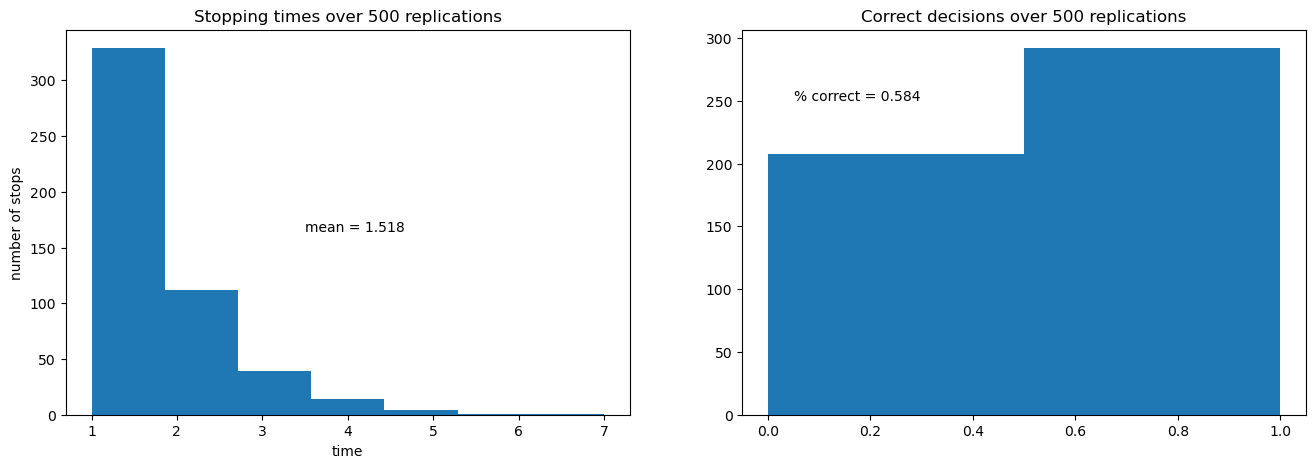 Stopping times over 500 replications
300
250
200
150
100
50
0
number of stops
mean = 1.518
1 2 3 4 5 6 7
time
Correct decisions over 500 replications
300
250
200
150
100
50
0
% correct = 0.584
0.0 0.2 0.4 0.6 0.8 1.0